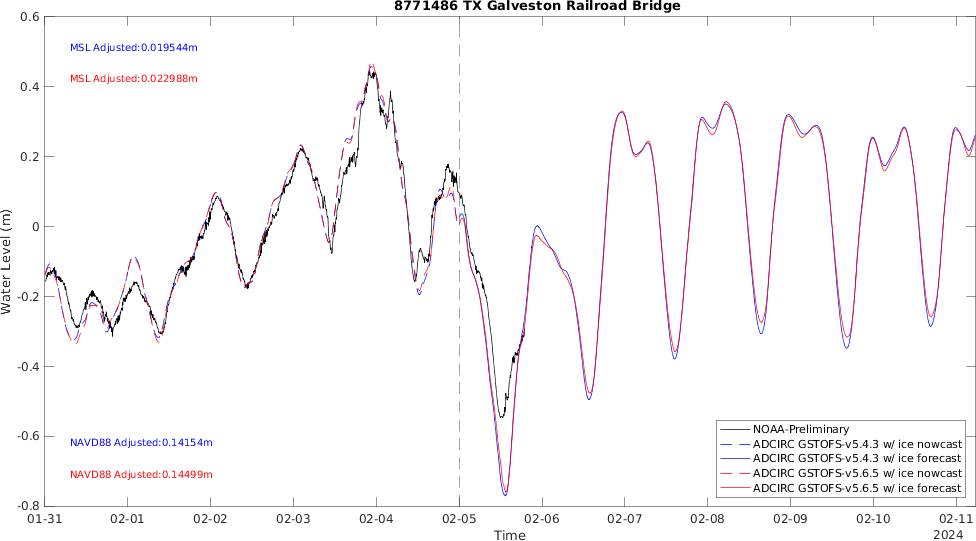 8771486 TX Galveston Railroad Bridge
0.6
MSL Adjusted:0.019544m
MSL Adjusted:0.022988m
0.4
0.2
0
-0.2
-0.4
-0.6
-0.8
Water Level (m)
NAVD88 Adjusted:0.14154m
NAVD88 Adjusted:0.14499m
NOAA-Preliminary
ADCIRC GSTOFS-v5.4.3 w/ ice nowcast
ADCIRC GSTOFS-v5.4.3 w/ ice forecast
ADCIRC GSTOFS-v5.6.5 w/ ice nowcast
ADCIRC GSTOFS-v5.6.5 w/ ice forecast
01-31 02-01 02-02 02-03 02-04 02-05 02-06 02-07 02-08 02-09 02-10 02-11
Time
2024